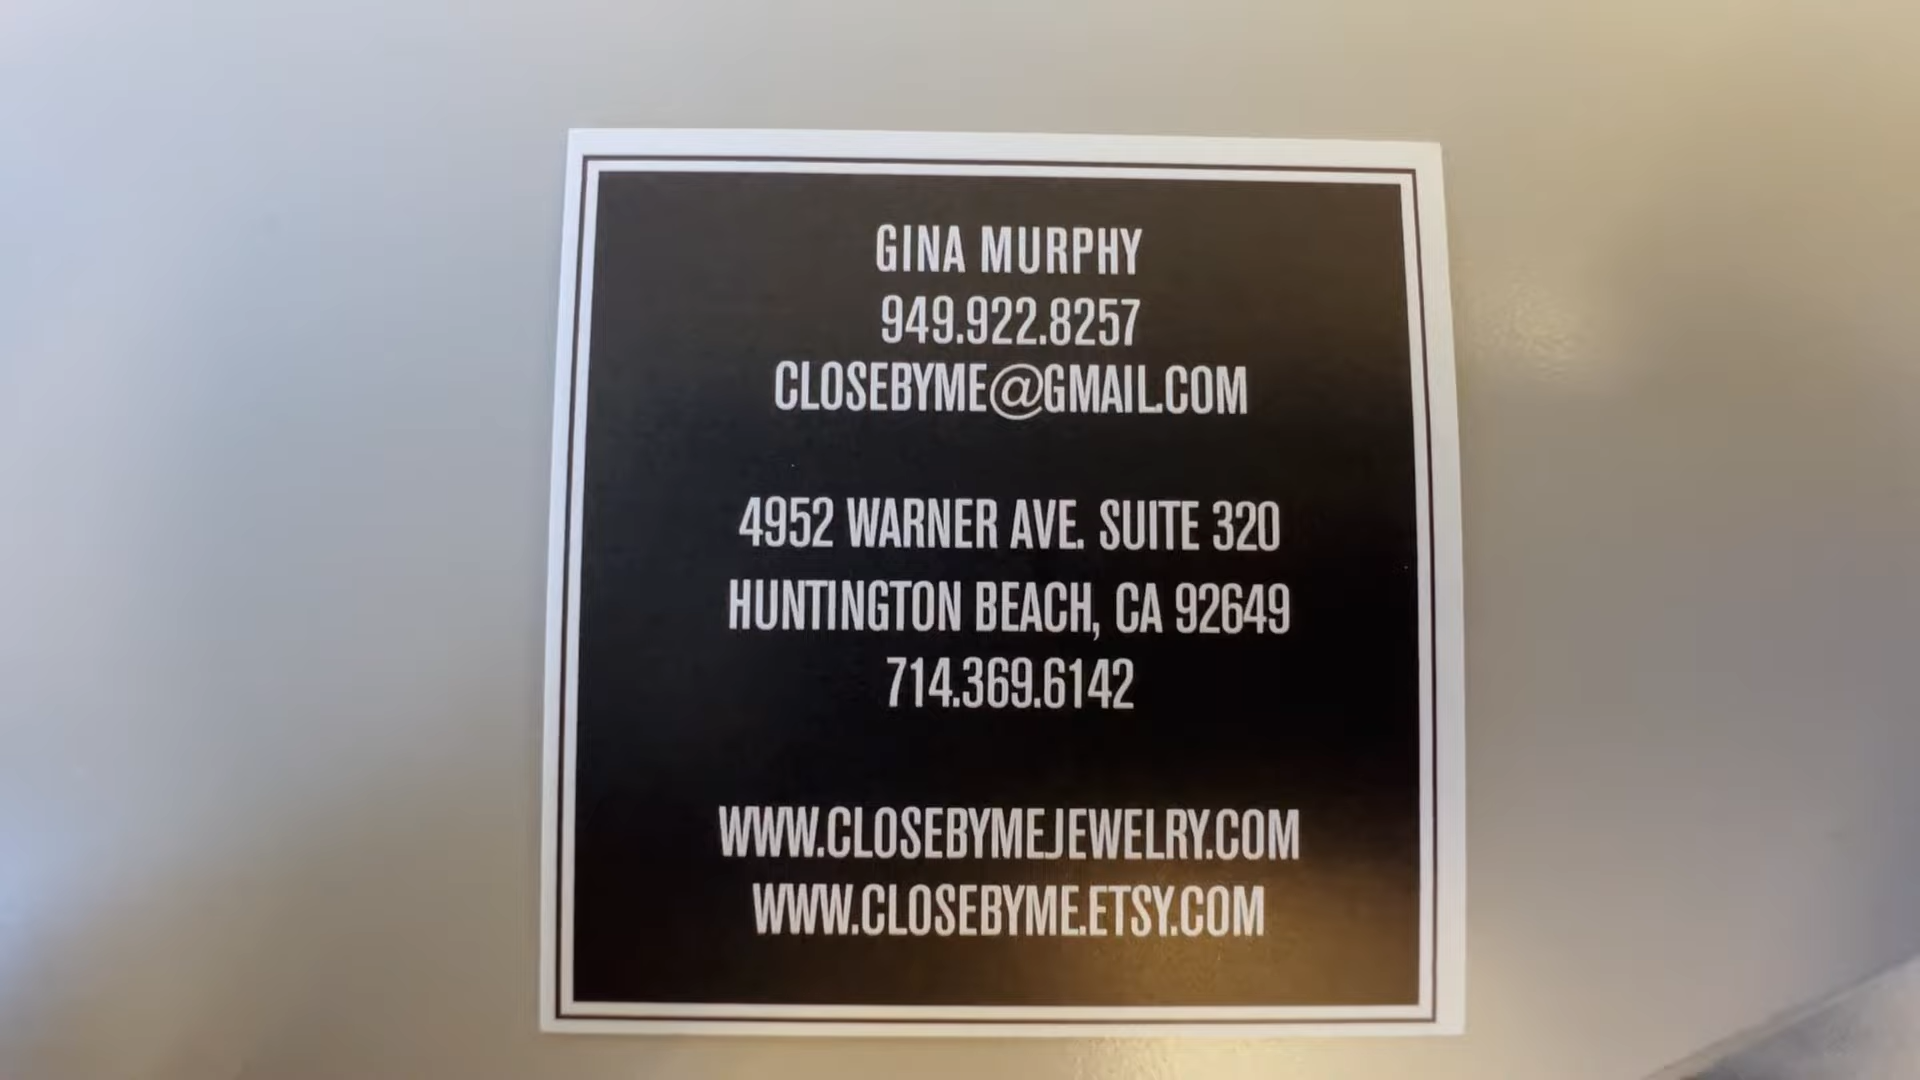 GINA MURPHY
949.922.8257
CLOSEBYME@GMAIL.COM
4952 WARNER AVE. SUITE 320
HUNTINGTON BEACH, CA 92649
714.369.6142
WWW.CLOSEBYMEJEWELRY.COM
WWW.CLOSEBYME.ETSY.COM